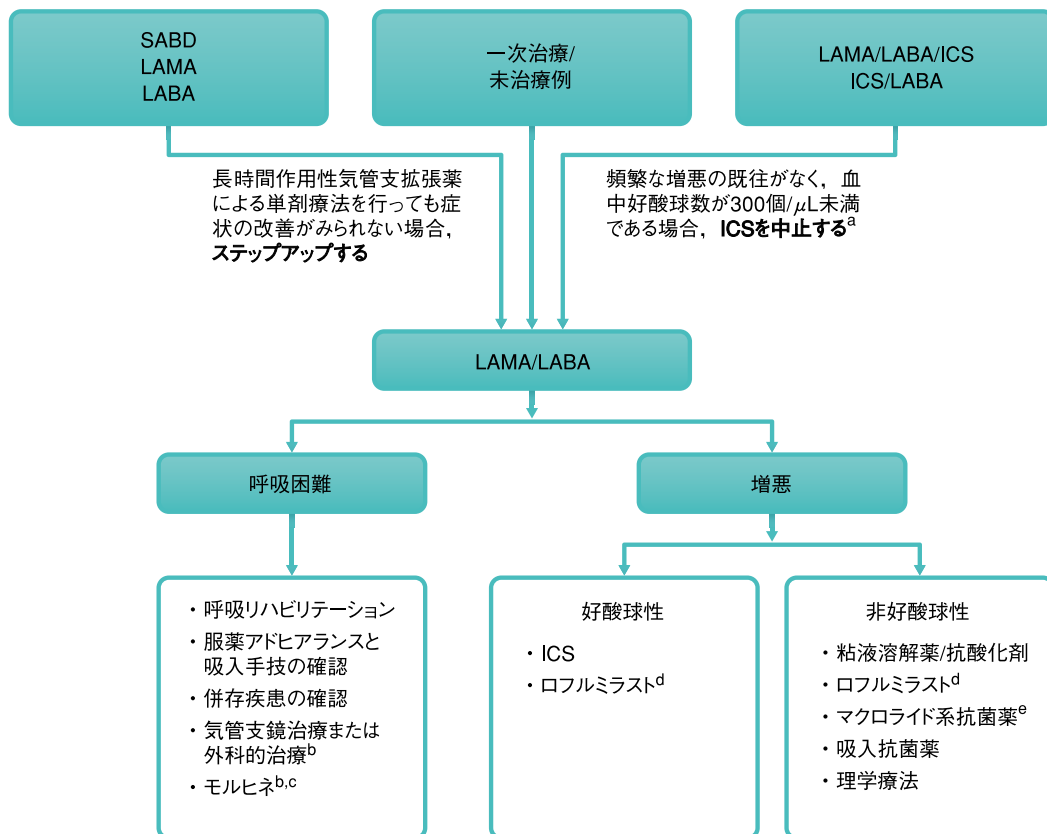 SABD
LAMA
LABA
一次治療/
未治療例
LAMA/LABA/ICS
ICS/LABA
長時間作用性気管支拡張薬
による単剤療法を行っても症
状の改善がみられない場合，
ステップアップする
頻繁な増悪の既往がなく，血
中好酸球数が300個/μL未満
である場合，ICSを中止するa
LAMA/LABA
呼吸困難
増悪
・呼吸リハビリテーション
・服薬アドヒアランスと
吸入手技の確認
・併存疾患の確認
・気管支鏡治療または
外科的治療b
・モルヒネb,c
好酸球性
・ICS
・ロフルミラストd
非好酸球性
・粘液溶解薬/抗酸化剤
・ロフルミラストd
・マクロライド系抗菌薬e
・吸入抗菌薬
・理学療法